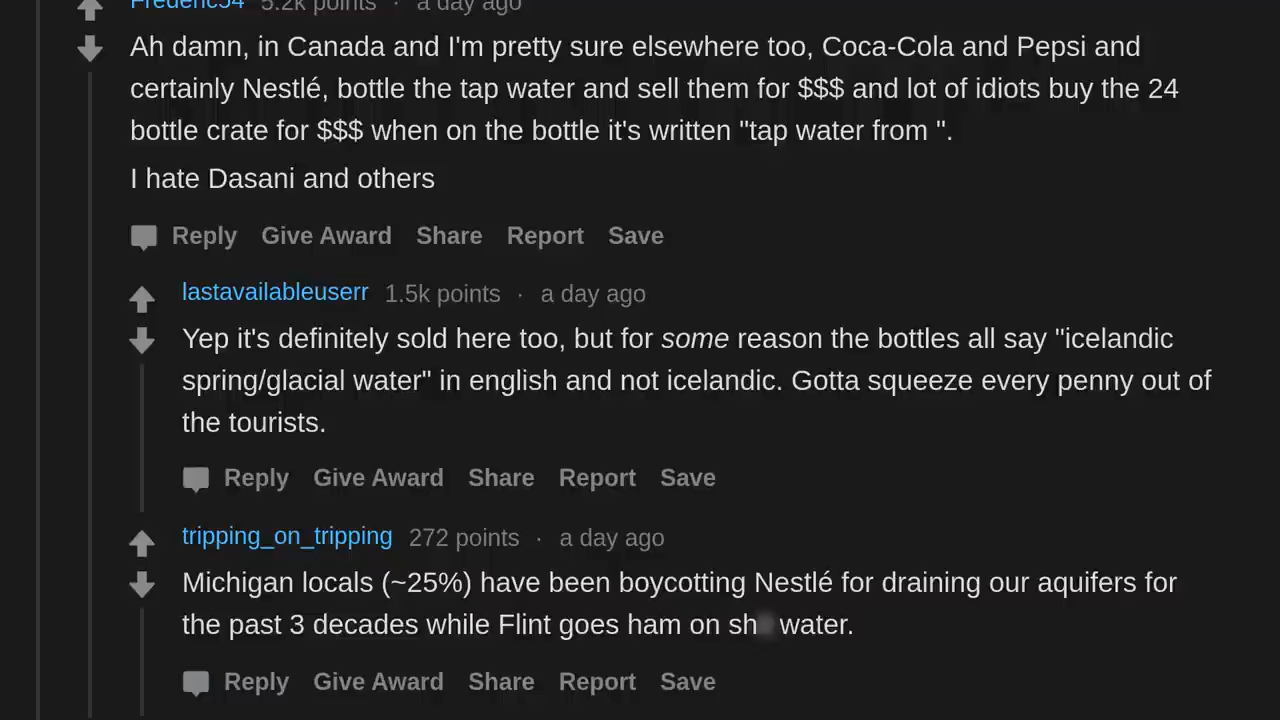 Frederic54 5.2k points · a day ago
Ah damn, in Canada and I'm pretty sure elsewhere too, Coca-Cola and Pepsi and
certainly Nestlé, bottle the tap water and sell them for $$$ and lot of idiots buy the 24
bottle crate for $$$ when on the bottle it's written "tap water from ".
I hate Dasani and others
Reply Give Award Share Report Save
lastavailableuserr 1.5k points · a day ago
Yep it's definitely sold here too, but for some reason the bottles all say "icelandic
spring/glacial water" in english and not icelandic. Gotta squeeze every penny out of
the tourists.
Reply Give Award Share Report Save
tripping_on_tripping 272 points · a day ago
Michigan locals (~25%) have been boycotting Nestlé for draining our aquifers for
the past 3 decades while Flint goes ham on water.
Reply Give Award Share Report Save